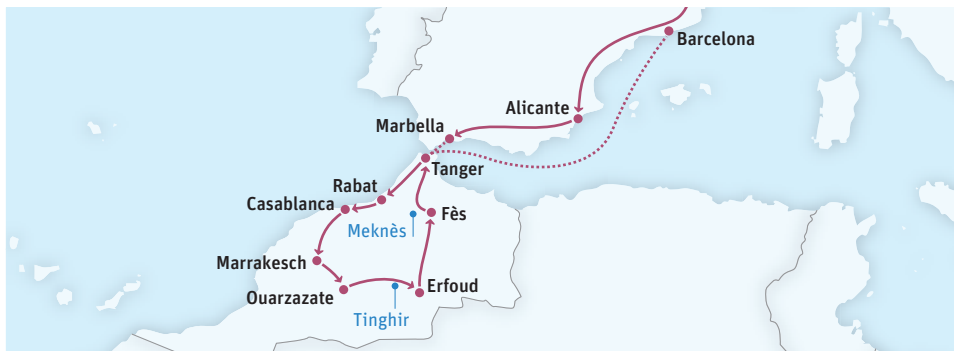 Barcelona
Alicante
Marbella
Tanger
Rabat
Casablanca
Fès
Meknès
Marrakesch
Erfoud
Ouarzazate
Tinghir